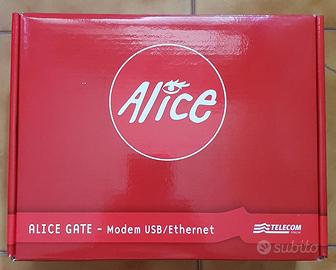 Alice
ALICE GATE - Modem USB/Ethernet
TELECOM
subito